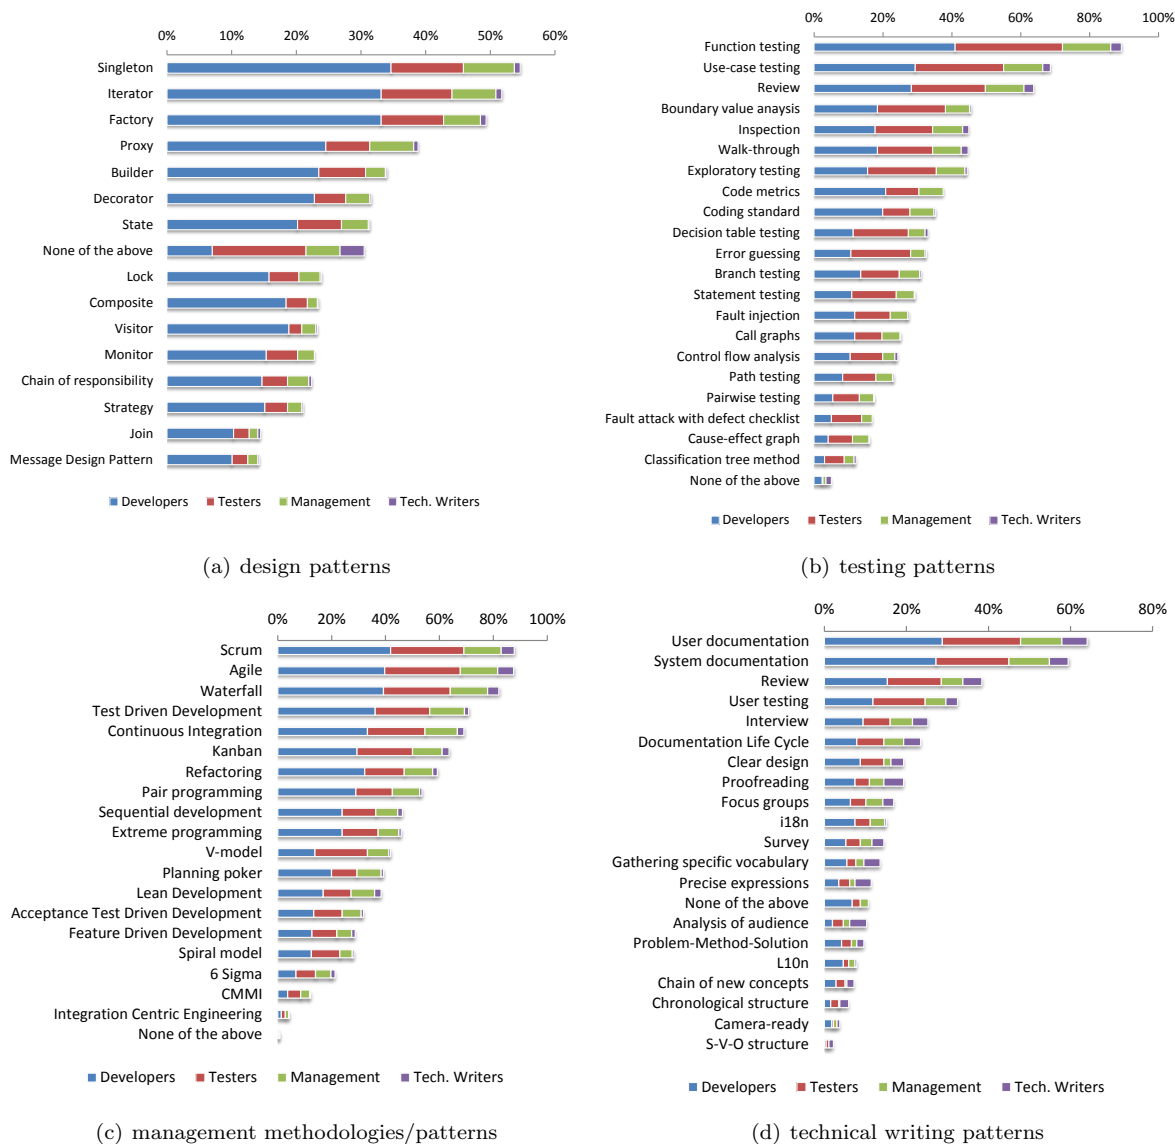 0% 10% 20% 30% 40% 50% 60%
Singleton
Iterator
Factory
Proxy
Builder
Decorator
State
None of the above
Lock
Composite
Visitor
Monitor
Chain of responsibility
Strategy
Join
Message Design Pattern
Developers Testers Management Tech. Writers
(a) design patterns
0% 20% 40% 60% 80% 100%
Function testing
Use-case testing
Review
Boundary value anaysis
Inspection
Walk-through
Exploratory testing
Code metrics
Coding standard
Decision table testing
Error guessing
Branch testing
Statement testing
Fault injection
Call graphs
Control flow analysis
Path testing
Pairwise testing
Fault attack with defect checklist
Cause-effect graph
Classification tree method
None of the above
Developers Testers Management Tech. Writers
(b) testing patterns
0% 20% 40% 60% 80% 100%
Scrum
Agile
Waterfall
Test Driven Development
Continuous Integration
Kanban
Refactoring
Pair programming
Sequential development
Extreme programming
V-model
Planning poker
Lean Development
Acceptance Test Driven Development
Feature Driven Development
Spiral model
6 Sigma
CMMI
Integration Centric Engineering
None of the above
Developers Testers Management Tech. Writers
(c) management methodologies/patterns
0% 20% 40% 60% 80%
User documentation
System documentation
Review
User testing
Interview
Documentation Life Cycle
Clear design
Proofreading
Focus groups
i18n
Survey
Gathering specific vocabulary
Precise expressions
None of the above
Analysis of audience
Problem-Method-Solution
L10n
Chain of new concepts
Chronological structure
Camera-ready
S-V-O structure
Developers Testers Management Tech. Writers
(d) technical writing patterns